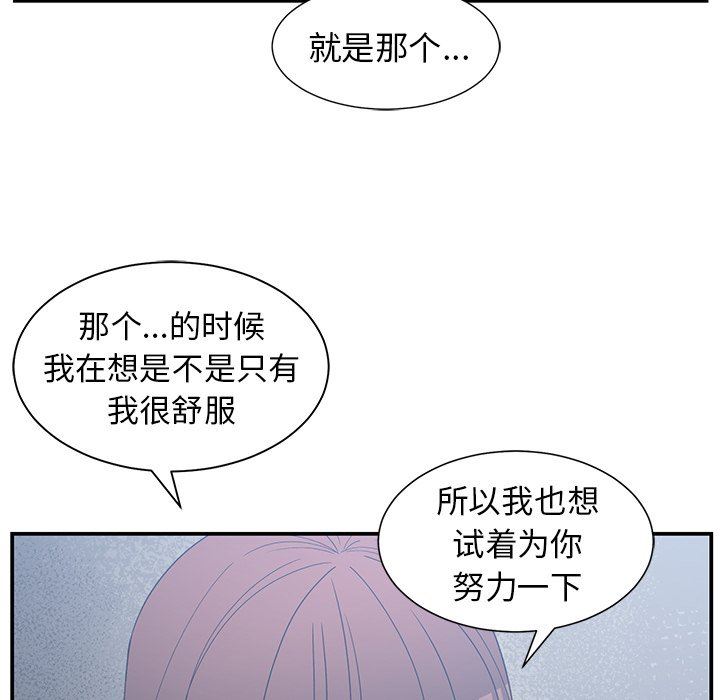 就是那个...
那个...的时候
我在想是不是只有
我很舒服
所以我也想
试着为你
努力一下